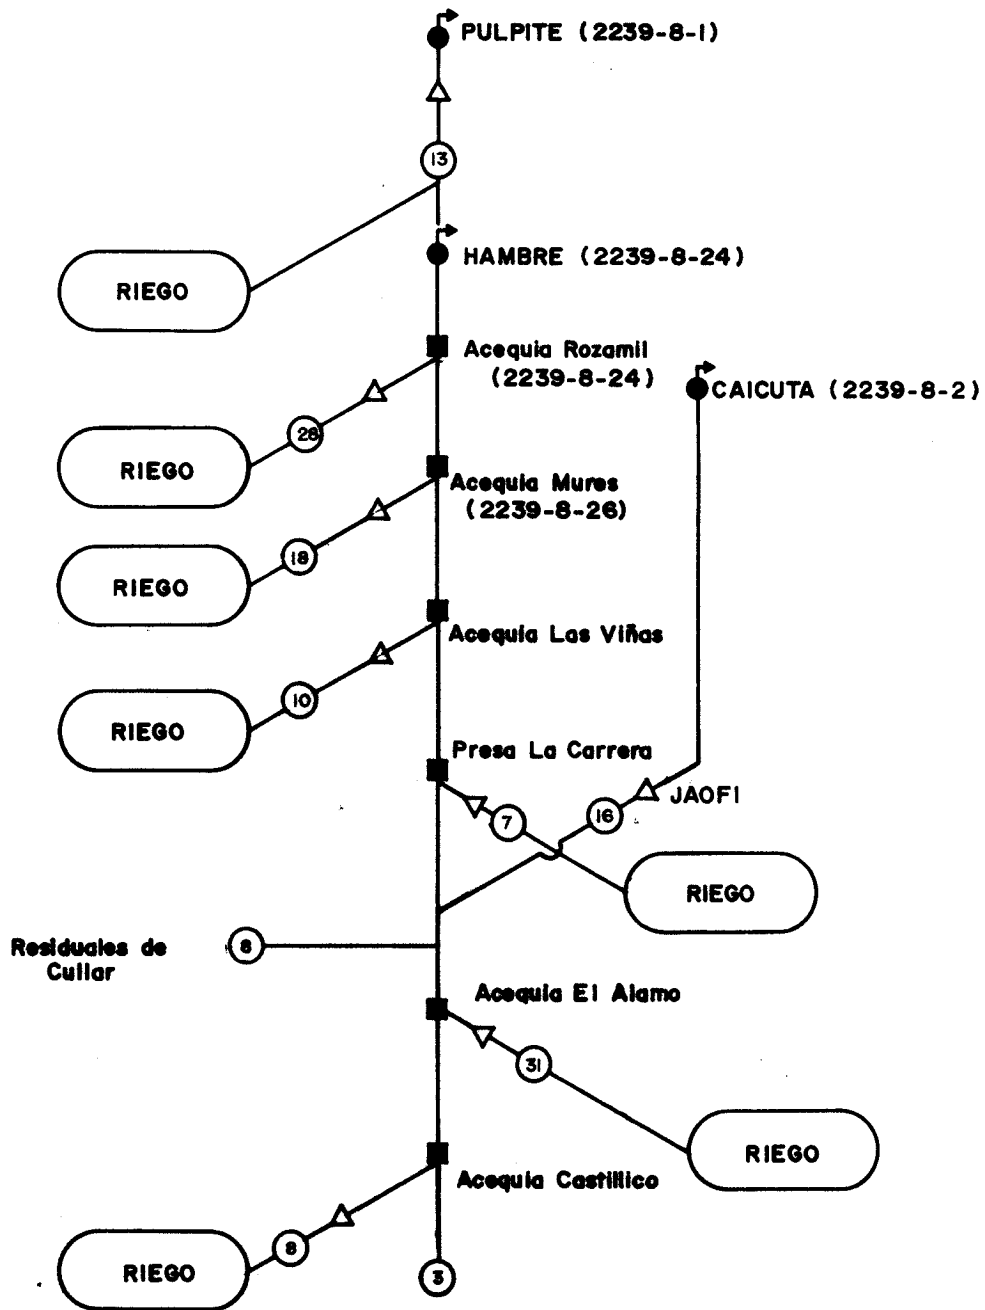 PULPITE (2239-8-1)
13
HAMBRE (2239-8-24)
RIEGO
Acequia Rozamil
(2239-8-24)
CAICUTA (2239-8-2)
28
RIEGO
Acequia Mures
(2239-8-26)
18
RIEGO
Acequia Las Viñas
10
RIEGO
Presa La Carrera
JAOFI
7
16
RIEGO
Residuales de
Cullar
8
Acequia El Alamo
31
RIEGO
Acequia Castillico
8
RIEGO
3